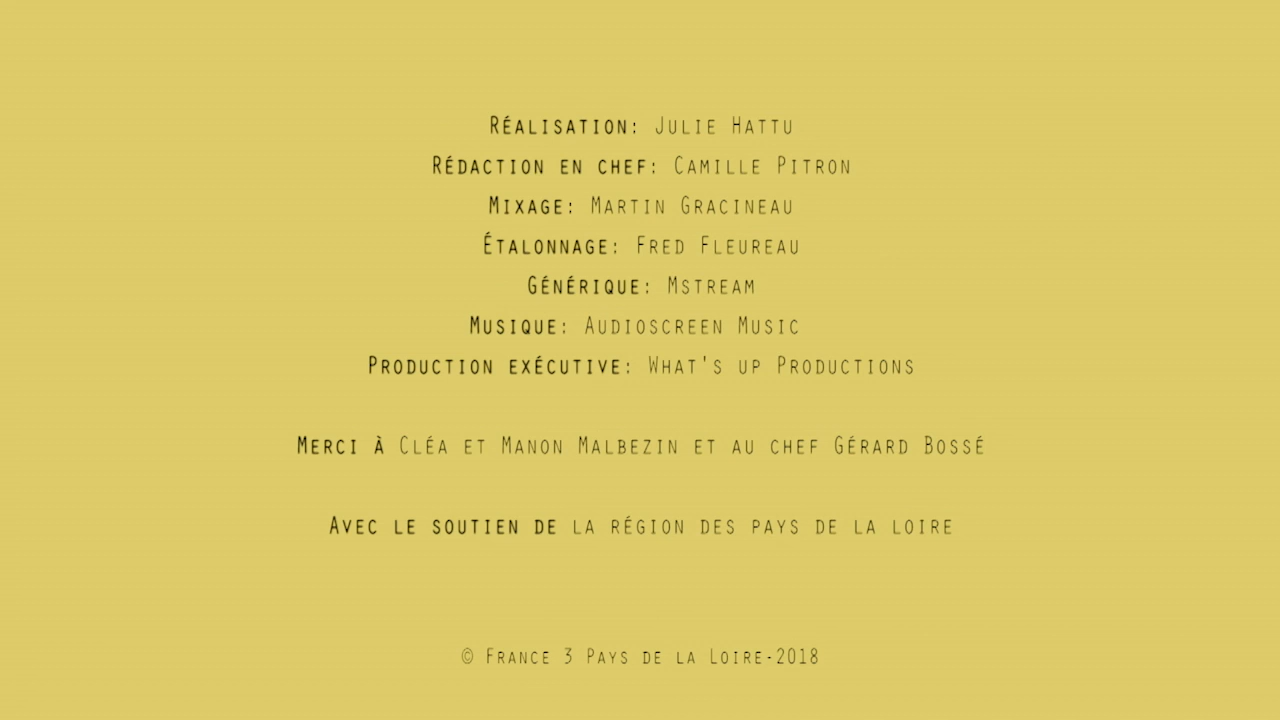 Réalisation: Julie Hattu
Rédaction en chef: Camille Pitron
Mixage: Martin Gracineau
Étalonnage: Fred Fleureau
Générique: Mstream
Musique: Audioscreen Music
Production exécutive: What's up Productions
Merci à Cléa et Manon Malbezin et au chef Gérard Bossé
Avec le soutien de la région des pays de la loire
© France 3 Pays de la Loire-2018